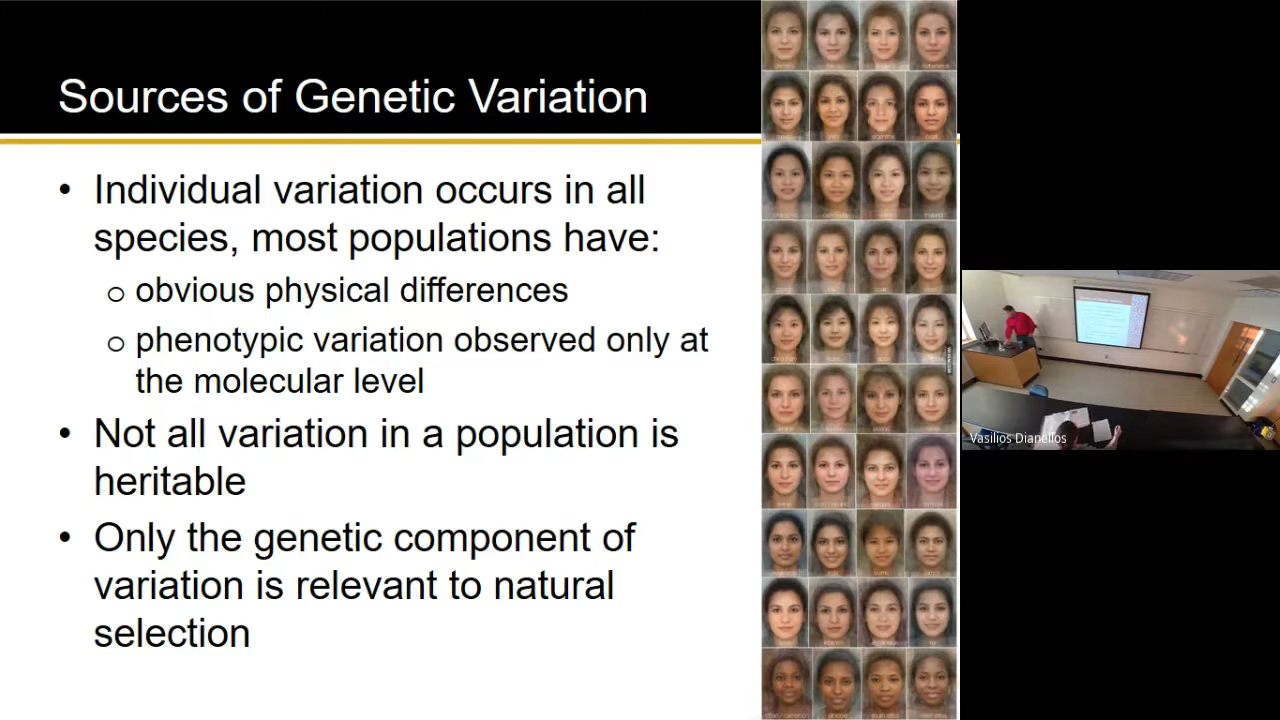 Sources of Genetic Variation
• Individual variation occurs in all
species, most populations have:
o obvious physical differences
o phenotypic variation observed only at
the molecular level
• Not all variation in a population is
heritable
• Only the genetic component of
variation is relevant to natural
selection
Vasilios Dianellos